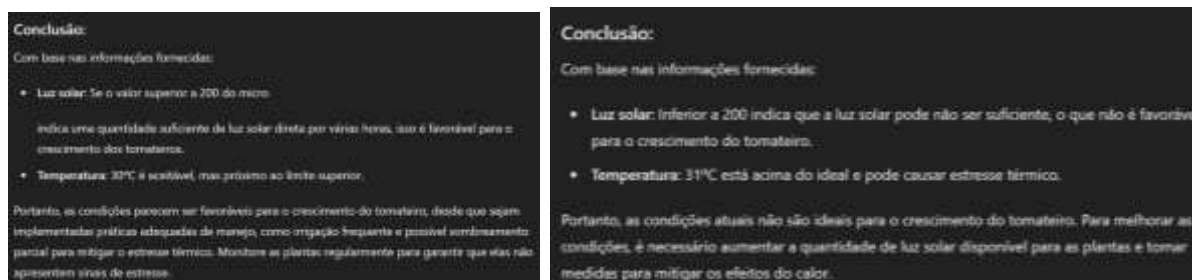 Conclusão:
Com base nas informações fornecidas:
Luz solar: Se o valor superior a 200 do micro
indica uma quantidade suficiente de luz solar direta por várias horas, isso é favorável para o
crescimento dos tomateiros.
Temperatura: 30°C é aceitável, mas próximo ao limite superior.
Portanto, as condições parecem ser favoráveis para o crescimento do tomateiro, desde que sejam
implementadas práticas adequadas de manejo, como irrigação frequente e possível sombreamento
parcial para mitigar o estresse térmico. Monitore as plantas regularmente para garantir que elas não
apresentem sinais de estresse.
Conclusão:
Com base nas informações fornecidas:
Luz solar: Inferior a 200 indica que a luz solar pode não ser suficiente, o que não é favoráve
para o crescimento do tomateiro.
Temperatura: 31°C está acima do ideal e pode causar estresse térmico.
Portanto, as condições atuais não são ideais para o crescimento do tomateiro. Para melhorar as
condições, é necessário aumentar a quantidade de luz solar disponível para as plantas e tomar
medidas para mitigar os efeitos do calor.